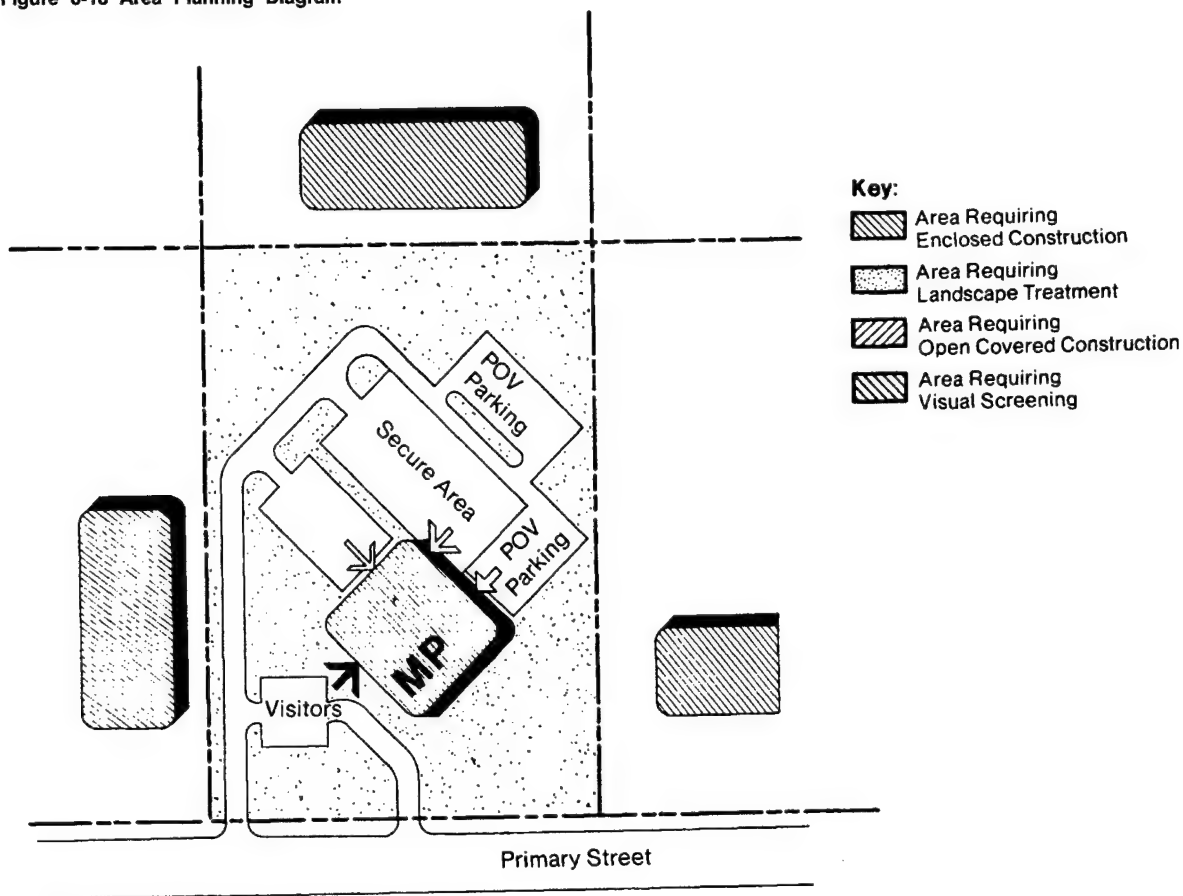 Figure 6-18 Area Planning Diagram
Key:
Area Requiring
Enclosed Construction
Area Requiring
Landscape Treatment
Area Requiring
Open Covered Construction
Area Requiring
Visual Screening
POV
Parking
Secure Area
POV
Parking
MP
Visitors
Primary Street